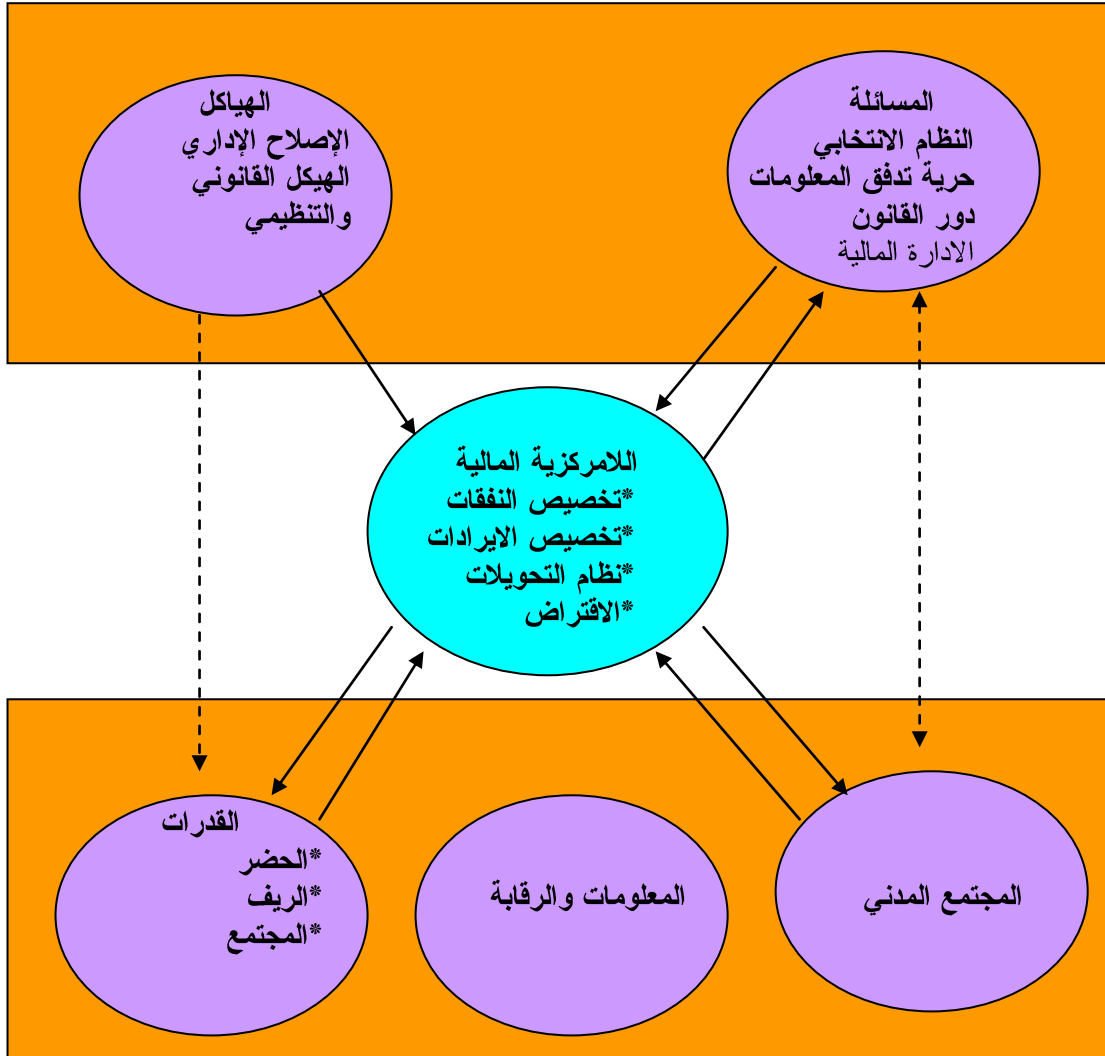 المسائلة
النظام الانتخابي
حرية تدفق المعلومات
دور القانون
الادارة المالية
الهياكل
الإصلاح الإداري
الهيكل القانوني
والتنظيمي
اللامركزية المالية
*تخصيص النفقات
*تخصيص الايرادات
*نظام التحويلات
*الاقتراض
المجتمع المدني
المعلومات والرقابة
القدرات
*الحضر
*الريف
*المجتمع